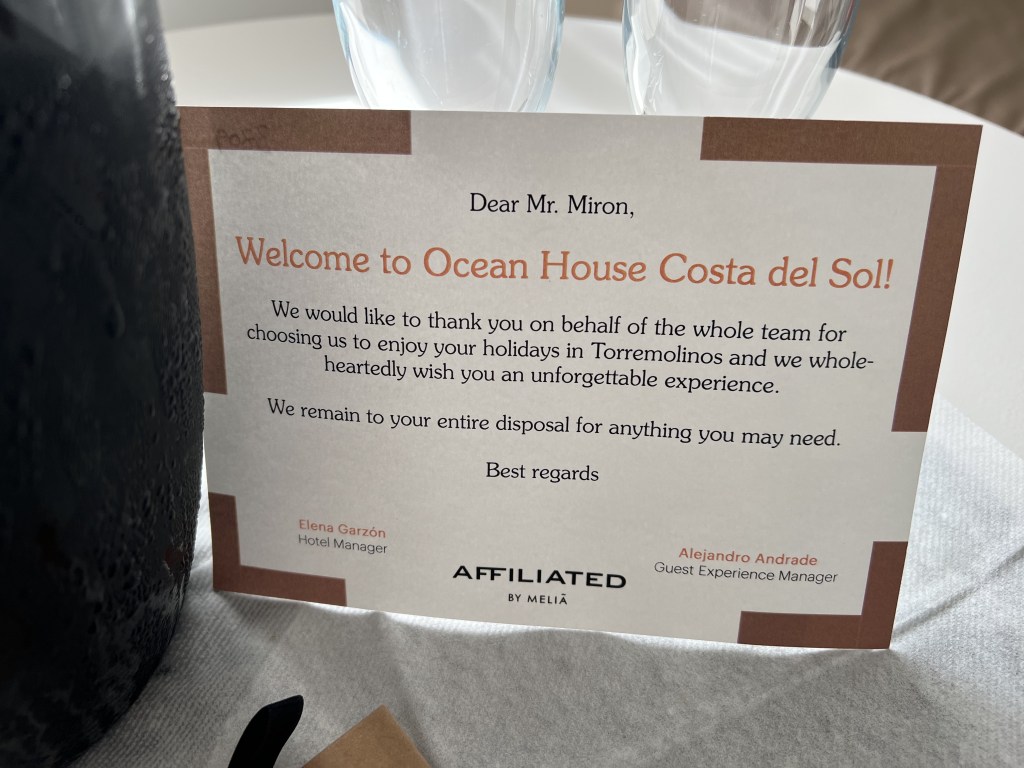 Dear Mr. Miron,
Welcome to Ocean House Costa del Sol!
We would like to thank you on behalf of the whole team for
choosing us to enjoy your holidays in Torremolinos and we whole-
heartedly wish you an unforgettable experience.
We remain to your entire disposal for anything you may need.
Best regards
Elena Garzón
Hotel Manager
Alejandro Andrade
Guest Experience Manager
AFFILIATED
BY MELIÃ